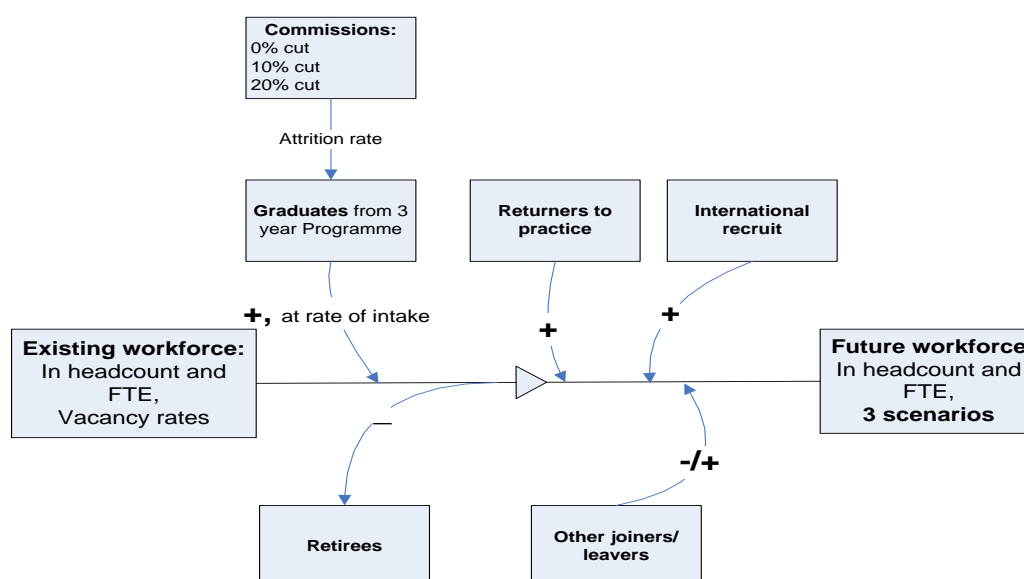 Commissions:
0% cut
10% cut
20% cut
Attrition rate
Graduates from 3
year Programme
Returners to
practice
International
recruit
+, at rate of intake
+
+
Existing workforce:
In headcount and
FTE,
Vacancy rates
Future workforce
In headcount and
FTE,
3 scenarios
–
-/+
Retirees
Other joiners/
leavers